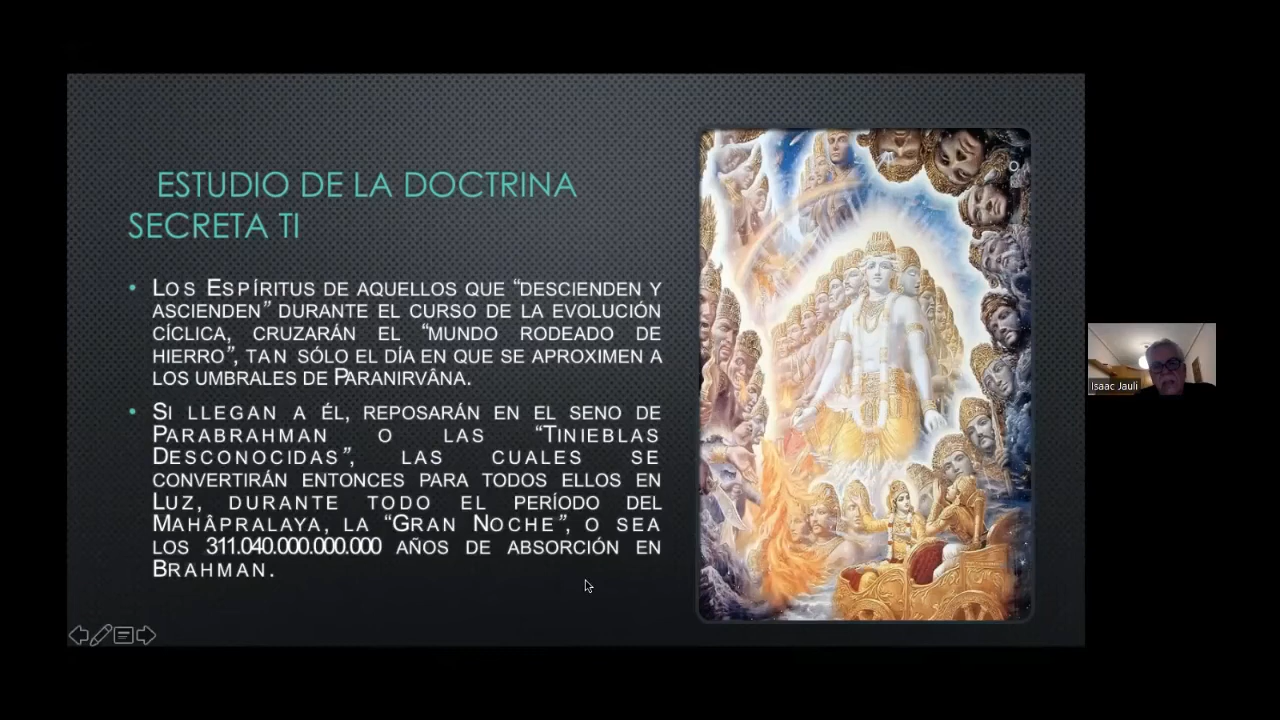 ESTUDIO DE LA DOCTRINA
SECRETA TI
• LOS ESPÍRITUS DE AQUELLOS QUE “DESCIENDEN Y
ASCIENDEN” DURANTE EL CURSO DE LA EVOLUCIÓN
CÍCLICA, CRUZARÁN EL “MUNDO RODEADO DE
HIERRO”, TAN SÓLO EL DÍA EN QUE SE APROXIMEN A
LOS UMBRALES DE PARANIRVÂNA.
• SI LLEGAN A ÉL, REPOSARÁN EN EL SENO DE
PARABRAHMAN O LAS “TINIEBLAS
DESCONOCIDAS”, LAS CUALES SE
CONVERTIRÁN ENTONCES PARA TODOS ELLOS EN
LUZ, DURANTE TODO EL PERÍODO DEL
MAHÂPRALAYA, LA “GRAN NOCHE”, O SEA
LOS 311.040.000.000.000 AÑOS DE ABSORCIÓN EN
BRAHMAN.
Isaac Jauli